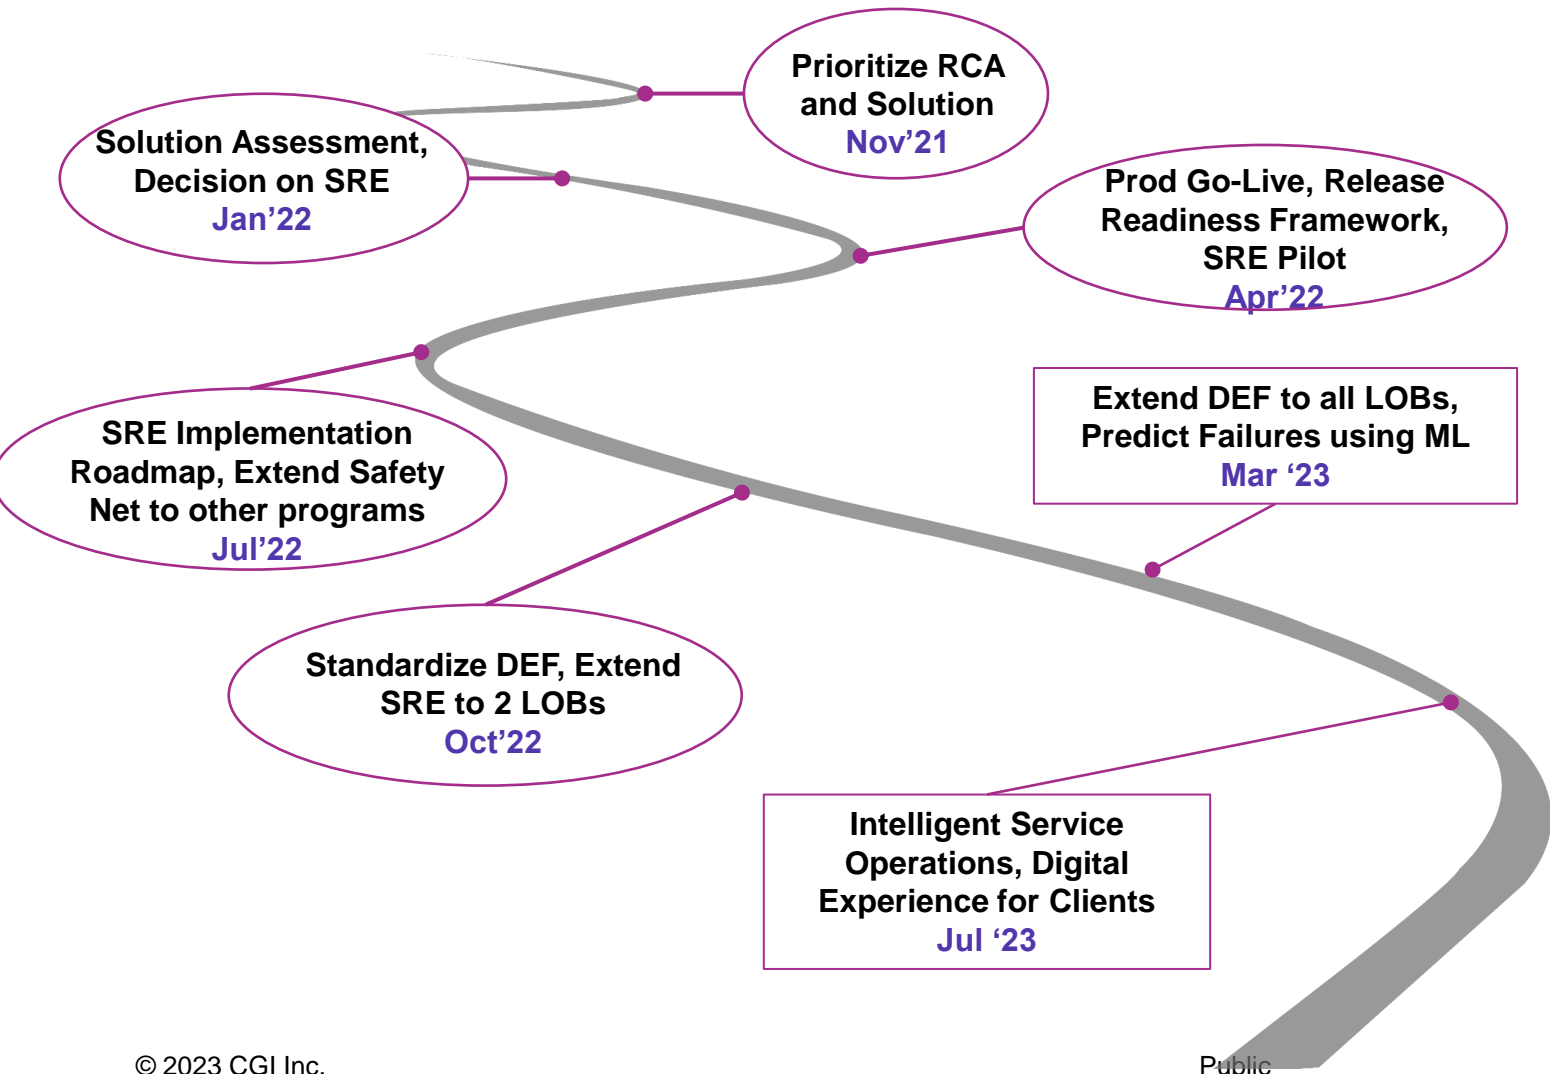 Prioritize RCA
and Solution
Nov’21
Solution Assessment,
Decision on SRE
Jan’22
Prod Go-Live, Release
Readiness Framework,
SRE Pilot
Apr’22
SRE Implementation
Roadmap, Extend Safety
Net to other programs
Jul’22
Extend DEF to all LOBs,
Predict Failures using ML
Mar ‘23
Standardize DEF, Extend
SRE to 2 LOBs
Oct’22
Intelligent Service
Operations, Digital
Experience for Clients
Jul ‘23
© 2023 CGI Inc.
Public